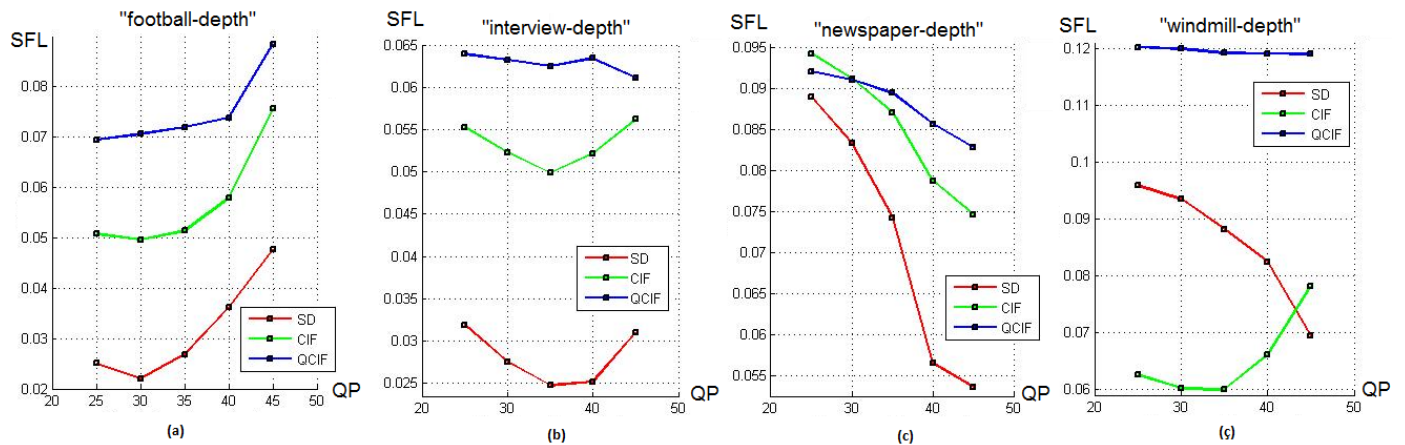 "football-depth"
SFL
0.08
0.07
0.06
0.05
0.04
0.03
0.02
20 25 30 35 40 45 50
QP
SD
CIF
QCIF
(a)
"interview-depth"
SFL
0.065
0.06
0.055
0.05
0.045
0.04
0.035
0.03
0.025
20 30 40 50
QP
SD
CIF
QCIF
(b)
"newspaper-depth"
SFL
0.095
0.09
0.085
0.08
0.075
0.07
0.065
0.06
0.055
20 30 40 50
QP
SD
CIF
QCIF
(c)
"windmill-depth"
SFL
0.12
0.11
0.1
0.09
0.08
0.07
0.06
20 30 40 50
QP
SD
CIF
QCIF
(ç)